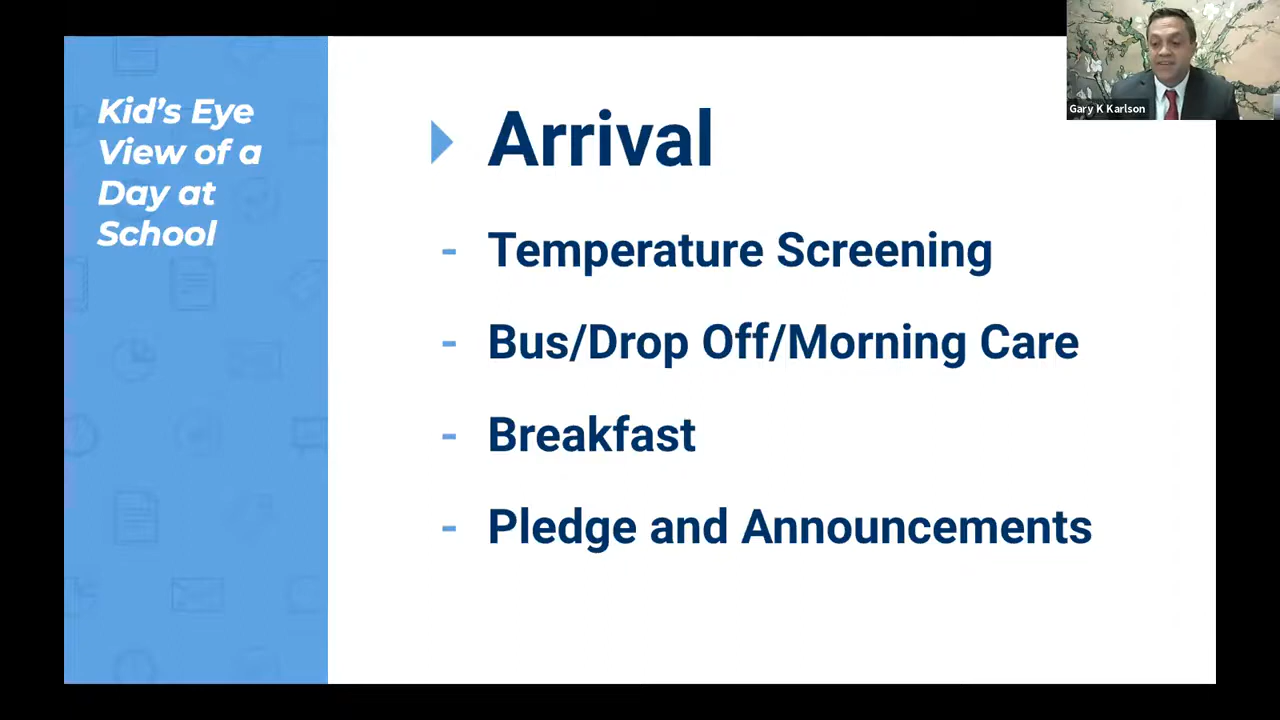 Kid's Eye
View of a
Day at
School
Arrival
- Temperature Screening
- Bus/Drop Off/Morning Care
- Breakfast
- Pledge and Announcements
Gary K Karlson